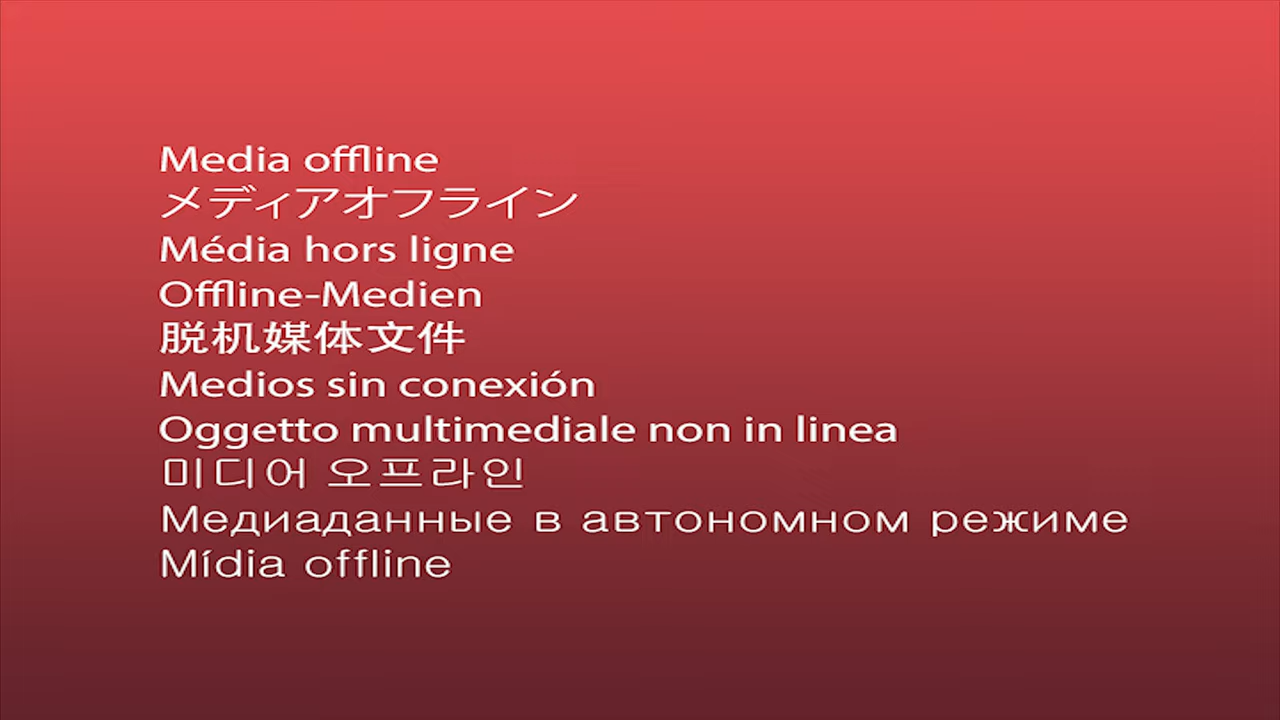 Media offline
メディアオフライン
Média hors ligne
Offline-Medien
脱机媒体文件
Medios sin conexión
Oggetto multimediale non in linea
미디어 오프라인
Медиаданные в автономном режиме
Mídia offline